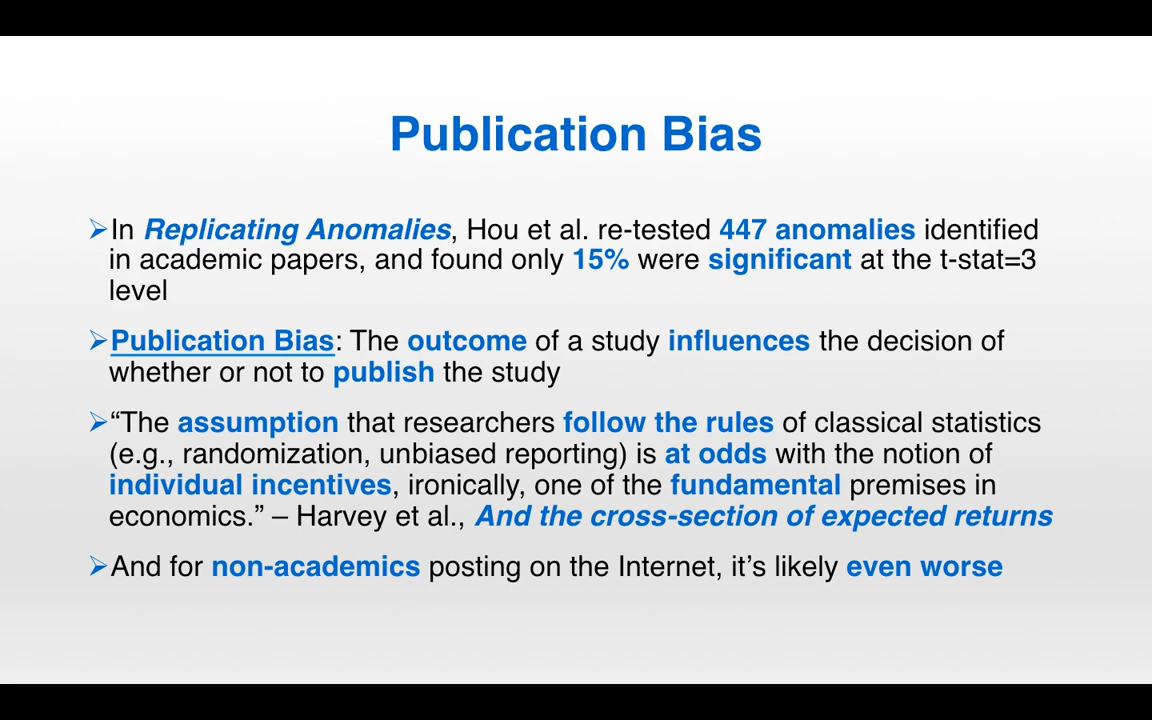 Publication Bias
➢In Replicating Anomalies, Hou et al. re-tested 447 anomalies identified
in academic papers, and found only 15% were significant at the t-stat=3
level
➢Publication Bias: The outcome of a study influences the decision of
whether or not to publish the study
➢“The assumption that researchers follow the rules of classical statistics
(e.g., randomization, unbiased reporting) is at odds with the notion of
individual incentives, ironically, one of the fundamental premises in
economics.” – Harvey et al., And the cross-section of expected returns
➢And for non-academics posting on the Internet, it’s likely even worse